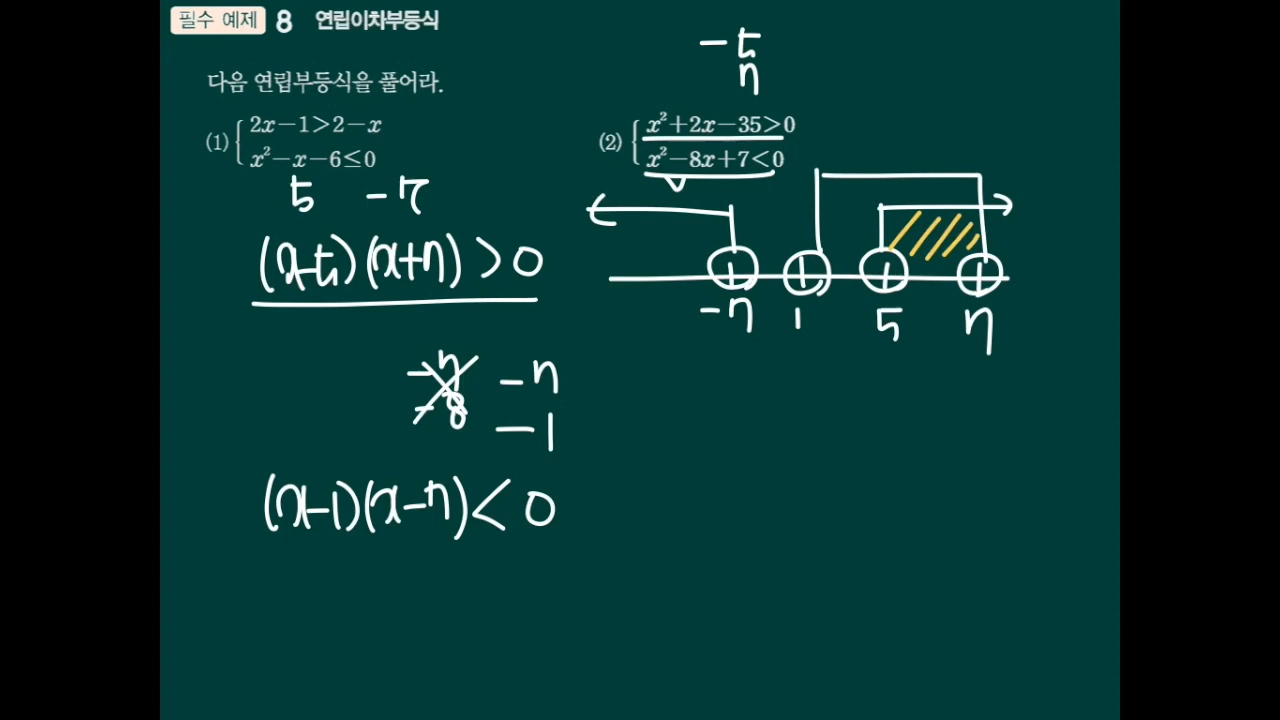 필수 예제 8 연립이차부등식
다음 연립부등식을 풀어라.
(1) { 2x-1>2-x
x²-x-6≤0
(2) { x²+2x-35>0
x²-8x+7<0
-5
7
5 -7
(x-5)(x+7)>0
-7 1 5 7
-7 -7
-8 -1
(x-1)(x-7)<0